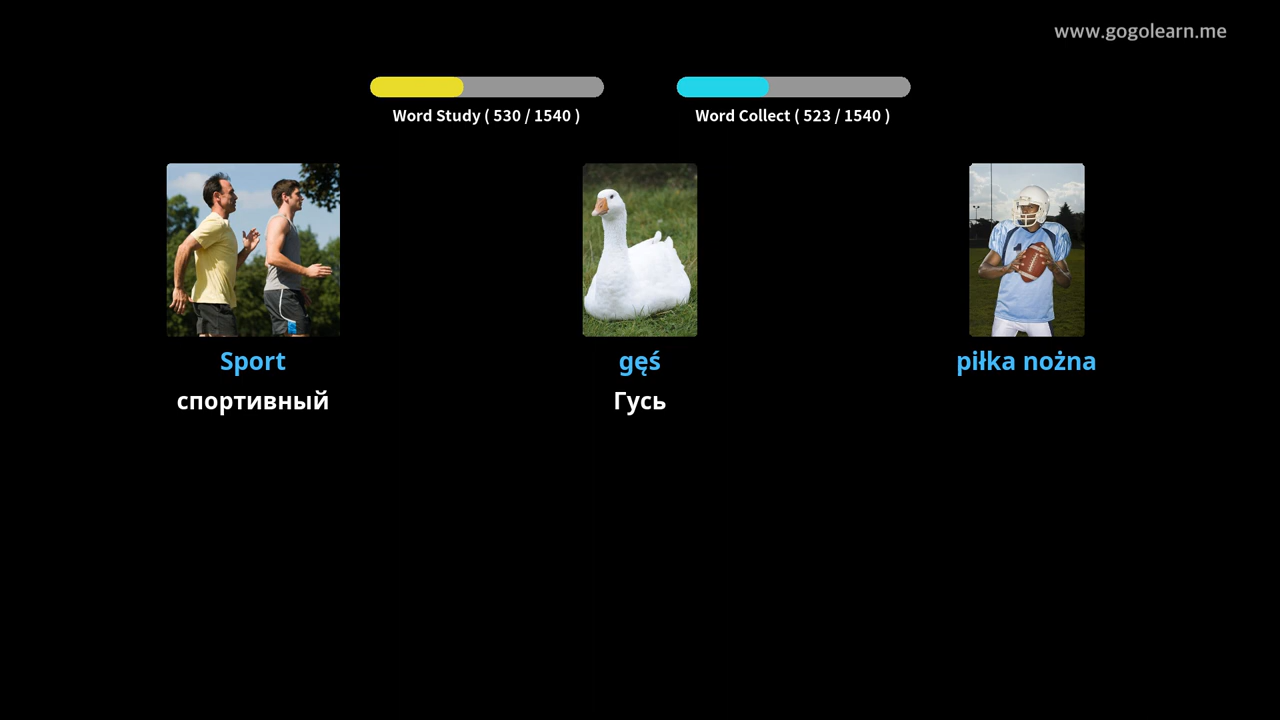 www.gogolearn.me
Word Study ( 530 / 1540 )
Word Collect ( 523 / 1540 )
Sport
gęś
piłka nożna
спортивный
Гусь